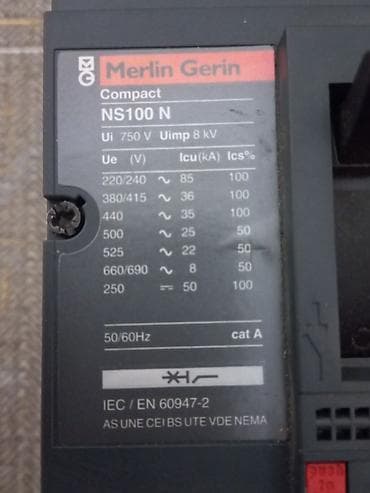 MG Merlin Gerin
Compact
NS100 N
Ui 750 V Uimp 8 kV
Ue (V) Icu(kA) Ics%
220/240 ~ 85 100
380/415 ~ 36 100
440 ~ 35 100
500 ~ 25 50
525 ~ 22 50
660/690 ~ 8 50
250 ⎓ 50 100
50/60Hz cat A
IEC / EN 60947-2
AS UNE CEI BS UTE VDE NEMA